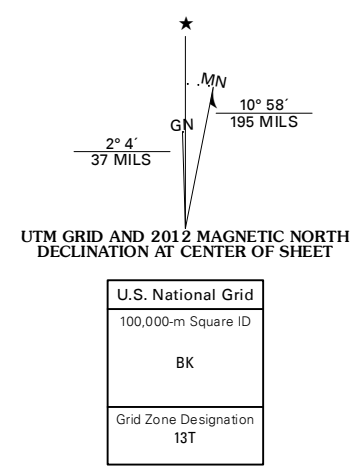 ★
MN
GN
10° 58´
195 MILS
2° 4´
37 MILS
UTM GRID AND 2012 MAGNETIC NORTH
DECLINATION AT CENTER OF SHEET
U.S. National Grid
100,000-m Square ID
BK
Grid Zone Designation
13T